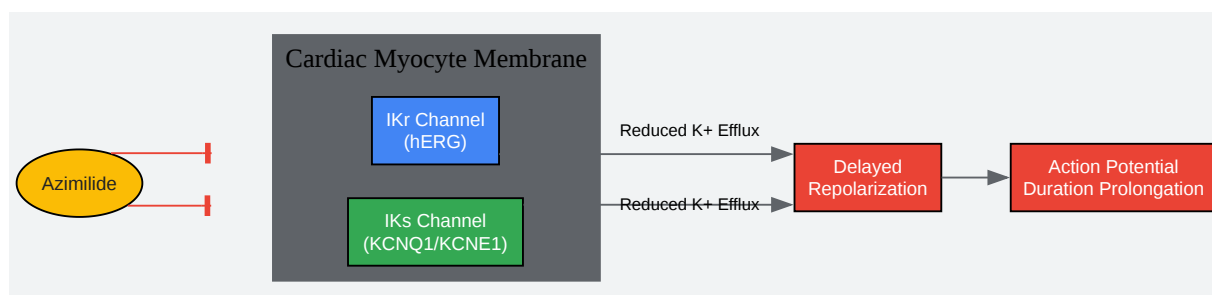 Cardiac Myocyte Membrane
IKr Channel
(hERG)
Azimilide
IKs Channel
(KCNQ1/KCNE1)
Reduced K+ Efflux
Reduced K+ Efflux
Delayed
Repolarization
Action Potential
Duration Prolongation